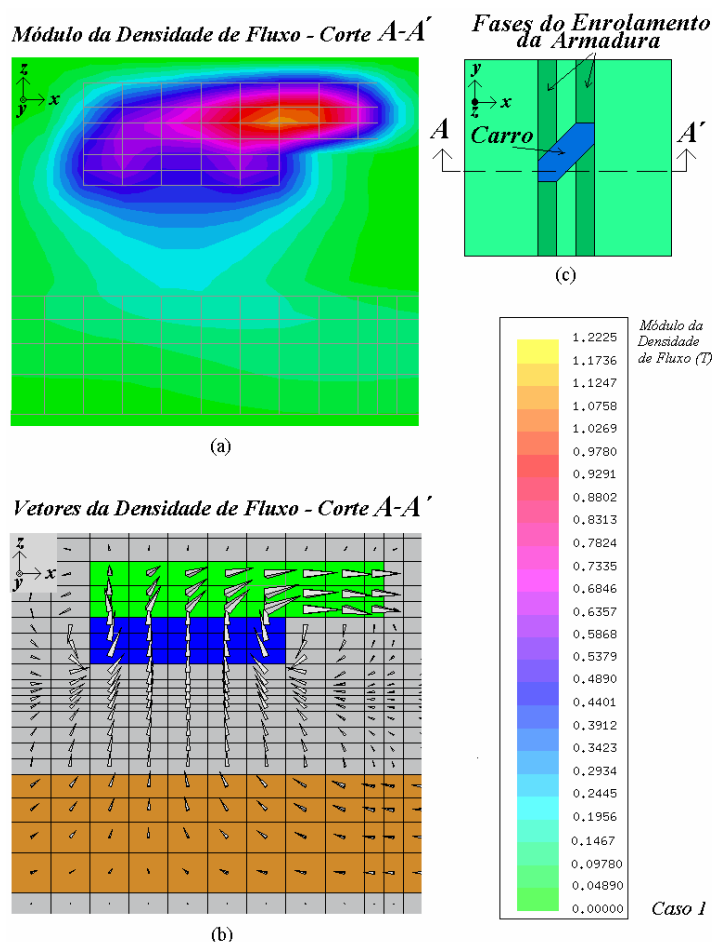 Módulo da Densidade de Fluxo - Corte A-A´
z
y
x
(a)
Fases do Enrolamento
da Armadura
y
z
x
A
Carro
A´
(c)
Vetores da Densidade de Fluxo - Corte A-A´
z
y
x
(b)
Módulo da
Densidade
de Fluxo (T)
1.2225
1.1736
1.1247
1.0758
1.0269
0.9780
0.9291
0.8802
0.8313
0.7824
0.7335
0.6846
0.6357
0.5868
0.5379
0.4890
0.4401
0.3912
0.3423
0.2934
0.2445
0.1956
0.1467
0.09780
0.04890
0.00000
Caso 1